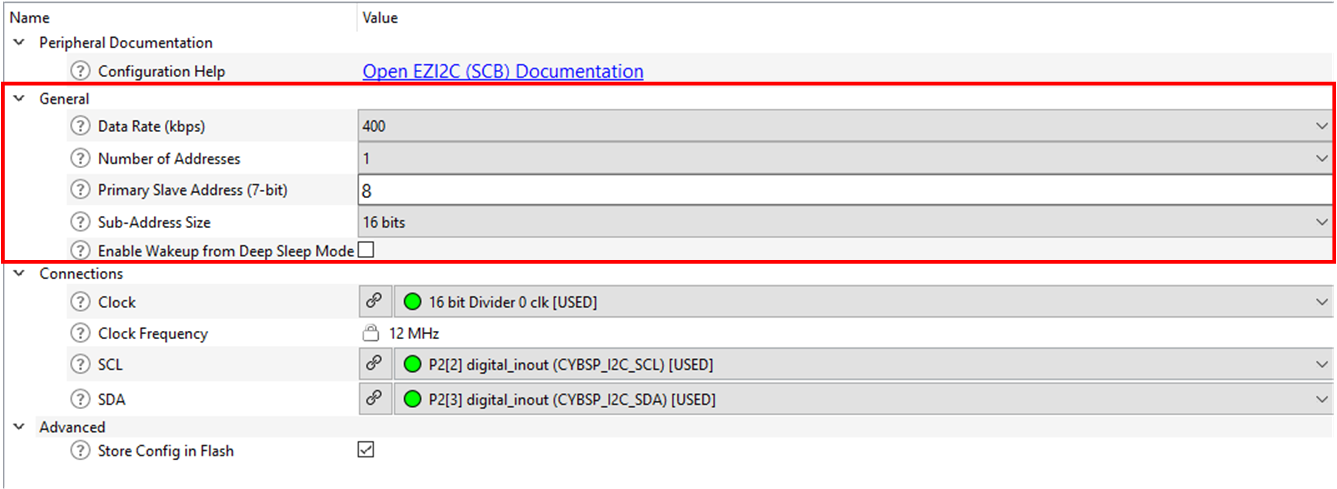 Name Value
Peripheral Documentation
? Configuration Help Open EZI2C (SCB) Documentation
General
? Data Rate (kbps) 400
? Number of Addresses 1
? Primary Slave Address (7-bit) 8
? Sub-Address Size 16 bits
? Enable Wakeup from Deep Sleep Mode
Connections
? Clock 16 bit Divider 0 clk [USED]
? Clock Frequency 12 MHz
? SCL P2[2] digital_inout (CYBSP_I2C_SCL) [USED]
? SDA P2[3] digital_inout (CYBSP_I2C_SDA) [USED]
Advanced
? Store Config in Flash